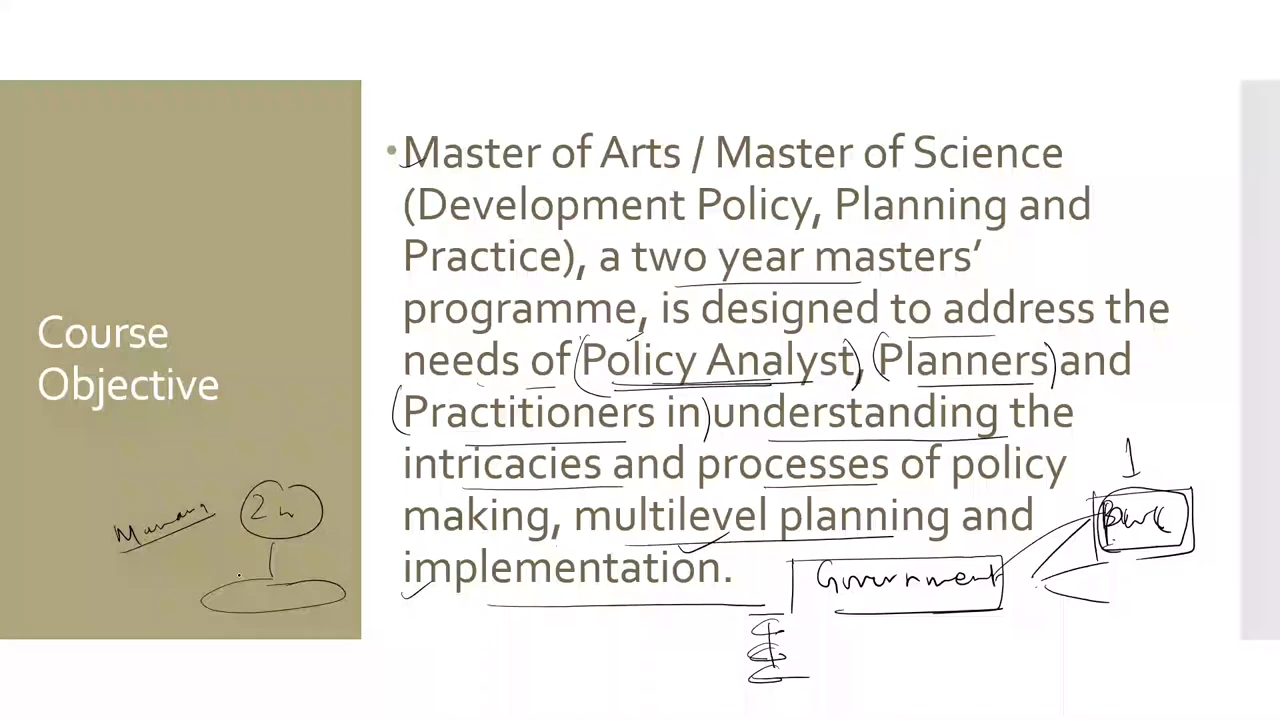 Course
Objective
• Master of Arts / Master of Science
(Development Policy, Planning and
Practice), a two year masters’
programme, is designed to address the
needs of Policy Analyst, Planners and
Practitioners in understanding the
intricacies and processes of policy
making, multilevel planning and
implementation.
1
Government